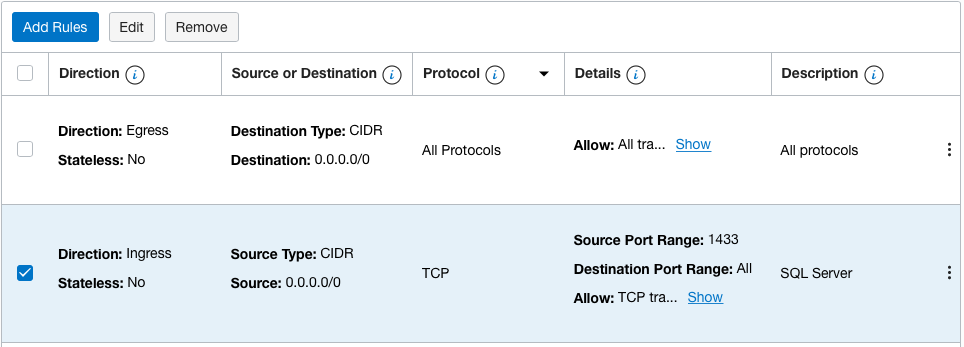 Add Rules Edit Remove
Direction i Source or Destination i Protocol i Details i Description i
Direction: Egress
Stateless: No
Destination Type: CIDR
Destination: 0.0.0.0/0
All Protocols
Allow: All tra... Show
All protocols
Direction: Ingress
Stateless: No
Source Type: CIDR
Source: 0.0.0.0/0
TCP
Source Port Range: 1433
Destination Port Range: All
Allow: TCP tra... Show
SQL Server